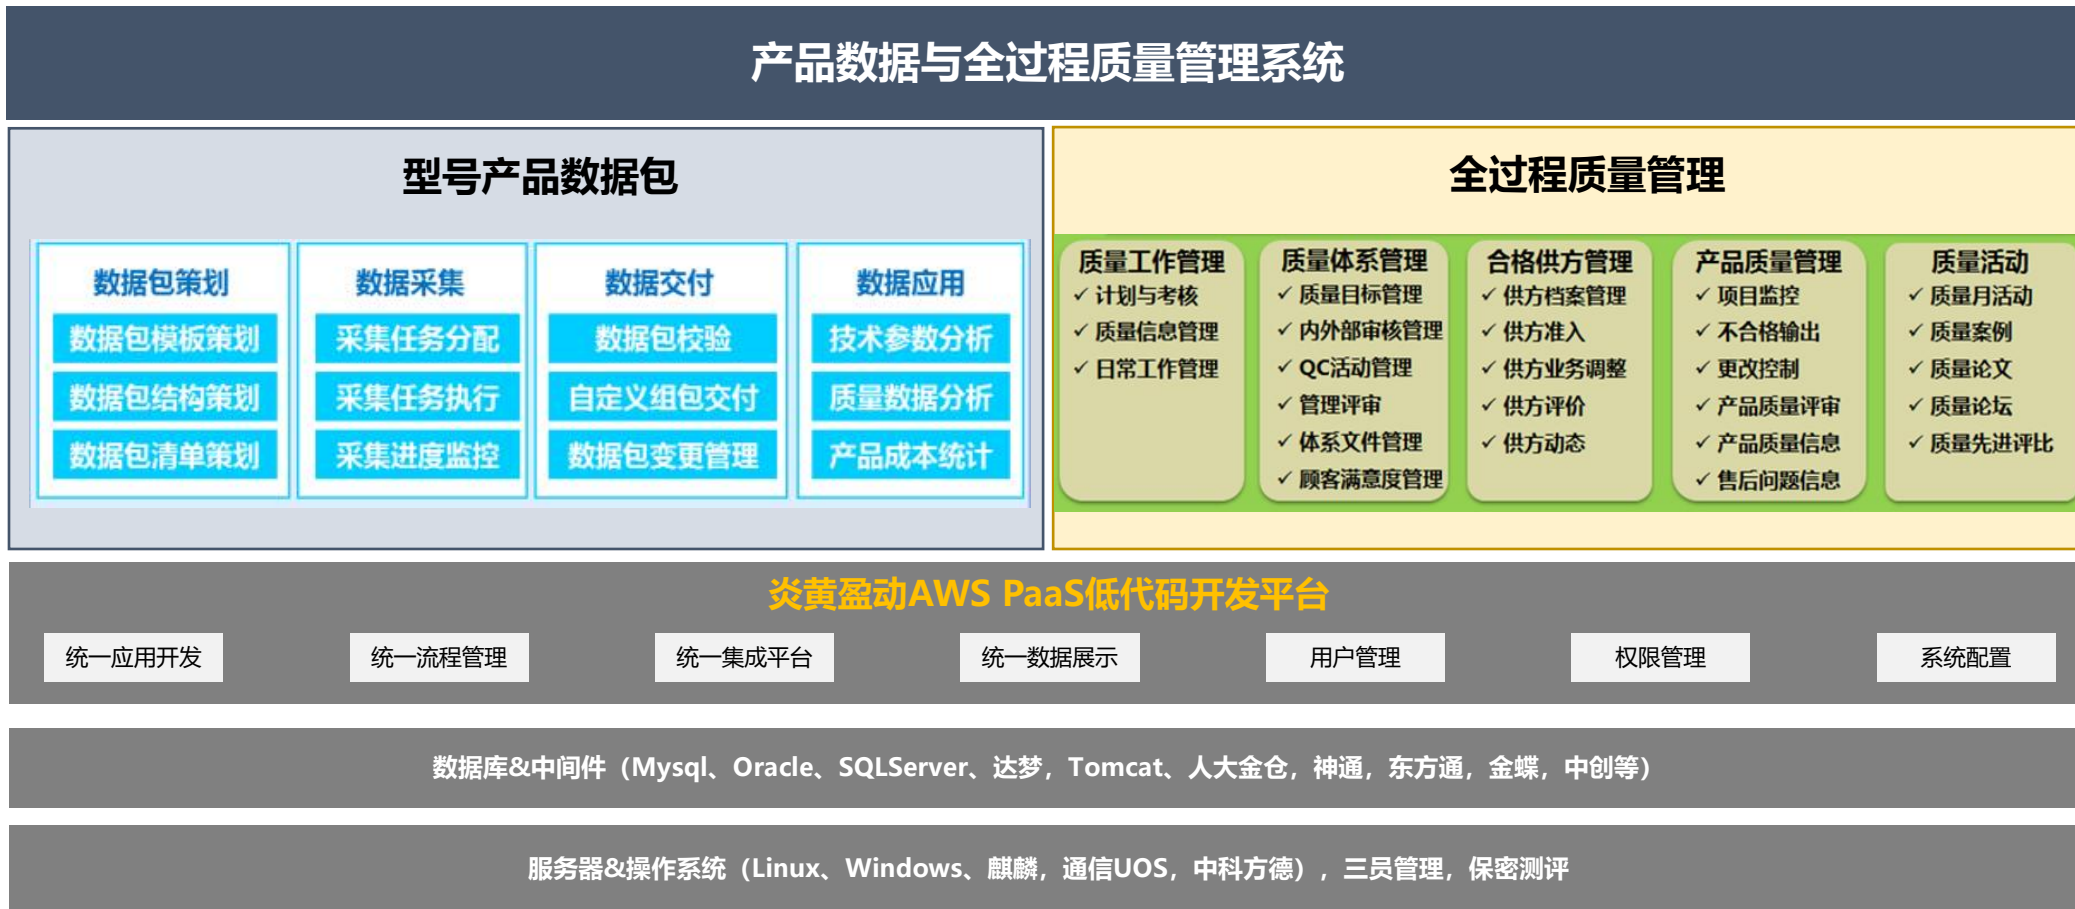 产品数据与全过程质量管理系统
型号产品数据包
数据包策划
数据包模板策划
数据包结构策划
数据包清单策划
数据采集
采集任务分配
采集任务执行
采集进度监控
数据交付
数据包校验
自定义组包交付
数据包变更管理
数据应用
技术参数分析
质量数据分析
产品成本统计
全过程质量管理
质量工作管理
✓ 计划与考核
✓ 质量信息管理
✓ 日常工作管理
质量体系管理
✓ 质量目标管理
✓ 内外部审核管理
✓ QC活动管理
✓ 管理评审
✓ 体系文件管理
✓ 顾客满意度管理
合格供方管理
✓ 供方档案管理
✓ 供方准入
✓ 供方业务调整
✓ 供方评价
✓ 供方动态
产品质量管理
✓ 项目监控
✓ 不合格输出
✓ 更改控制
✓ 产品质量评审
✓ 产品质量信息
✓ 售后问题信息
质量活动
✓ 质量月活动
✓ 质量案例
✓ 质量论文
✓ 质量论坛
✓ 质量先进评比
炎黄盈动AWS PaaS低代码开发平台
统一应用开发
统一流程管理
统一集成平台
统一数据展示
用户管理
权限管理
系统配置
数据库&中间件（Mysql、Oracle、SQLServer、达梦，Tomcat、人大金仓，神通，东方通，金蝶，中创等）
服务器&操作系统（Linux、Windows、麒麟，通信UOS，中科方德），三员管理，保密测评